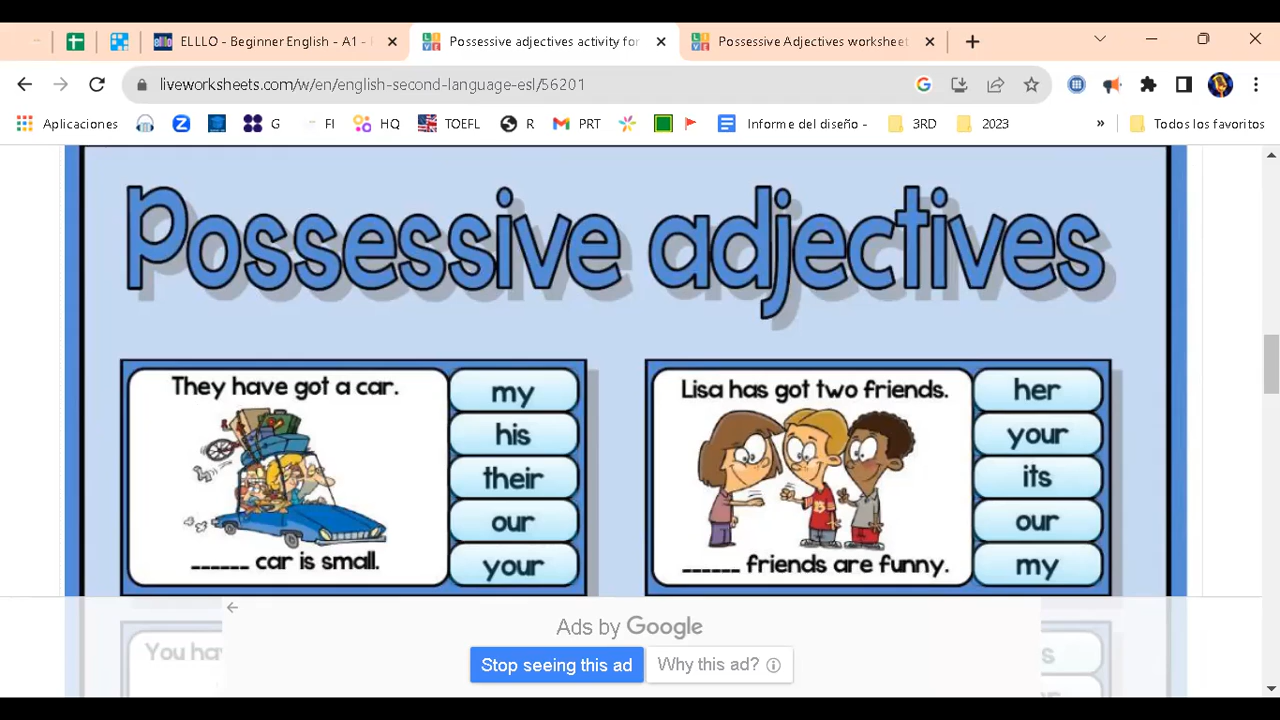 ELLLO - Beginner English - A1 -
Possessive adjectives activity for
Possessive Adjectives worksheet
liveworksheets.com/w/en/english-second-language-esl/56201
Aplicaciones
G
FI
HQ
TOEFL
R
PRT
Informe del diseño -
3RD
2023
»
Todos los favoritos
Possessive adjectives
They have got a car.
______ car is small.
my
his
their
our
your
Lisa has got two friends.
______ friends are funny.
her
your
its
our
my
Ads by Google
Stop seeing this ad
Why this ad?
You hav
s